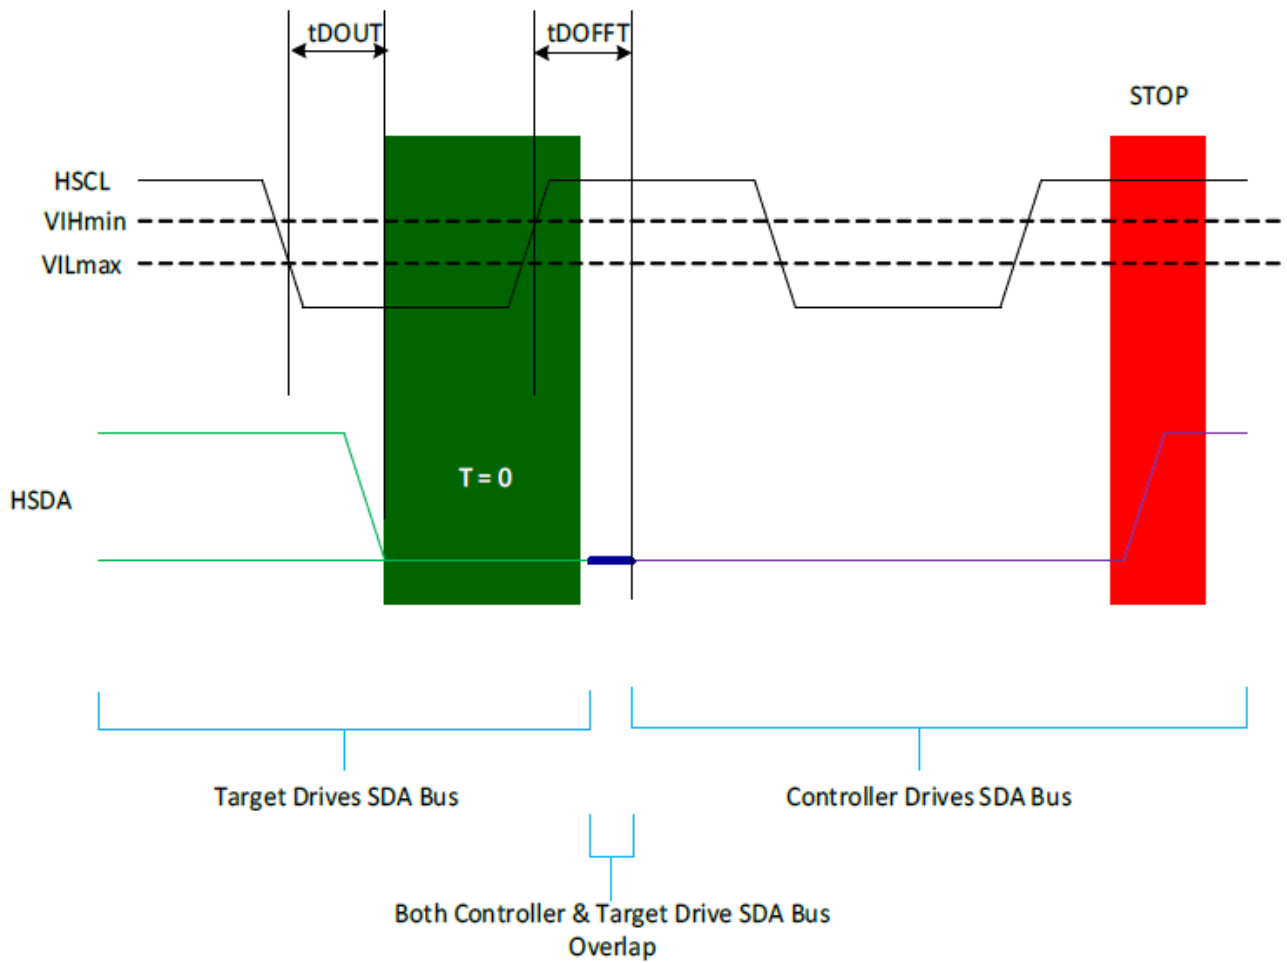 tDOUT
tDOFFT
STOP
HSCL
VIHmin
VILmax
T = 0
HSDA
Target Drives SDA Bus
Controller Drives SDA Bus
Both Controller & Target Drive SDA Bus
Overlap